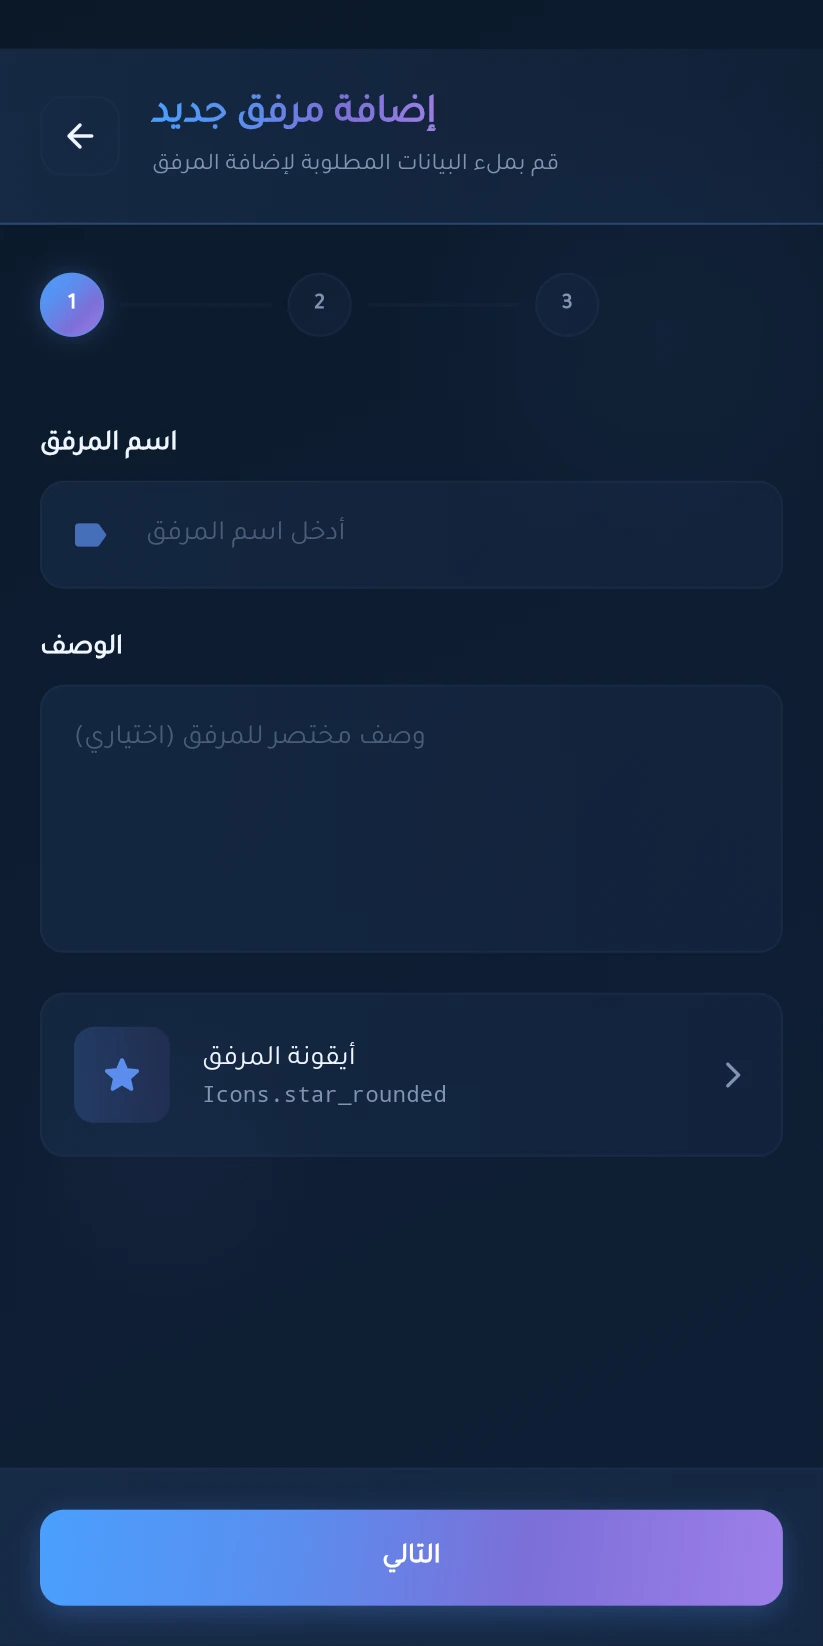 إضافة مرفق جديد
قم بملء البيانات المطلوبة لإضافة المرفق
1
2
3
اسم المرفق
أدخل اسم المرفق
الوصف
وصف مختصر للمرفق (اختياري)
أيقونة المرفق
Icons.star_rounded
التالي